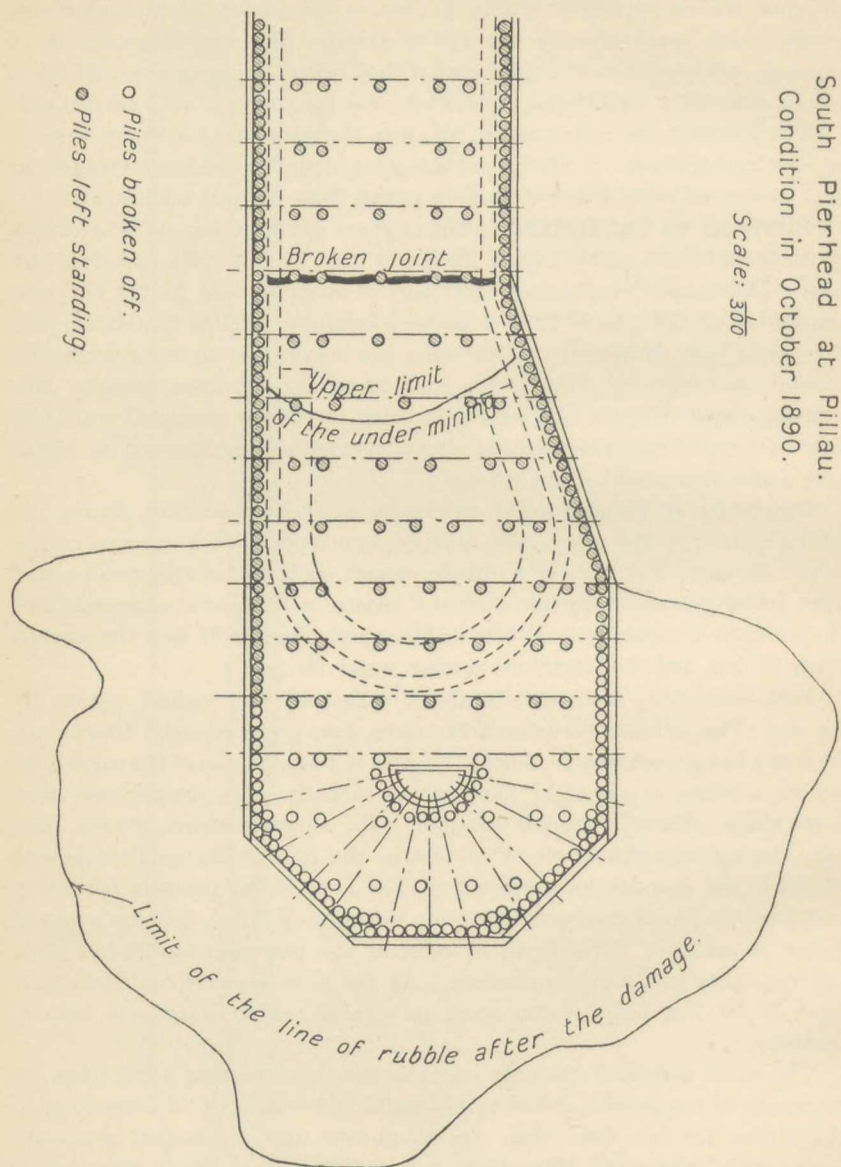 South Pierhead at Pillau.
Condition in October 1890.
Scale: 1/300
Broken joint
Upper limit
of the under mining
Limit of the line of rubble after the damage.
o Piles broken off.
⊘ Piles left standing.